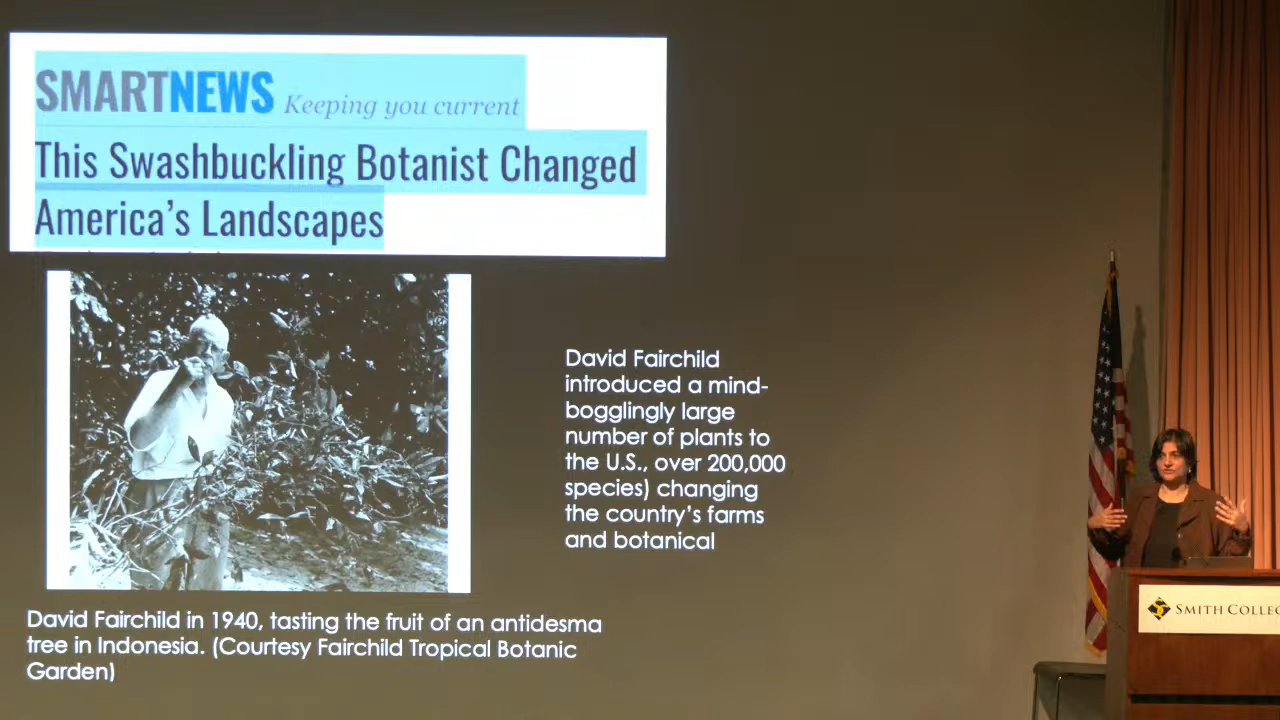 SMARTNEWS Keeping you current
This Swashbuckling Botanist Changed
America's Landscapes
David Fairchild
introduced a mind-
bogglingly large
number of plants to
the U.S., over 200,000
species) changing
the country's farms
and botanical
David Fairchild in 1940, tasting the fruit of an antidesma
tree in Indonesia. (Courtesy Fairchild Tropical Botanic
Garden)
SMITH COLLEG